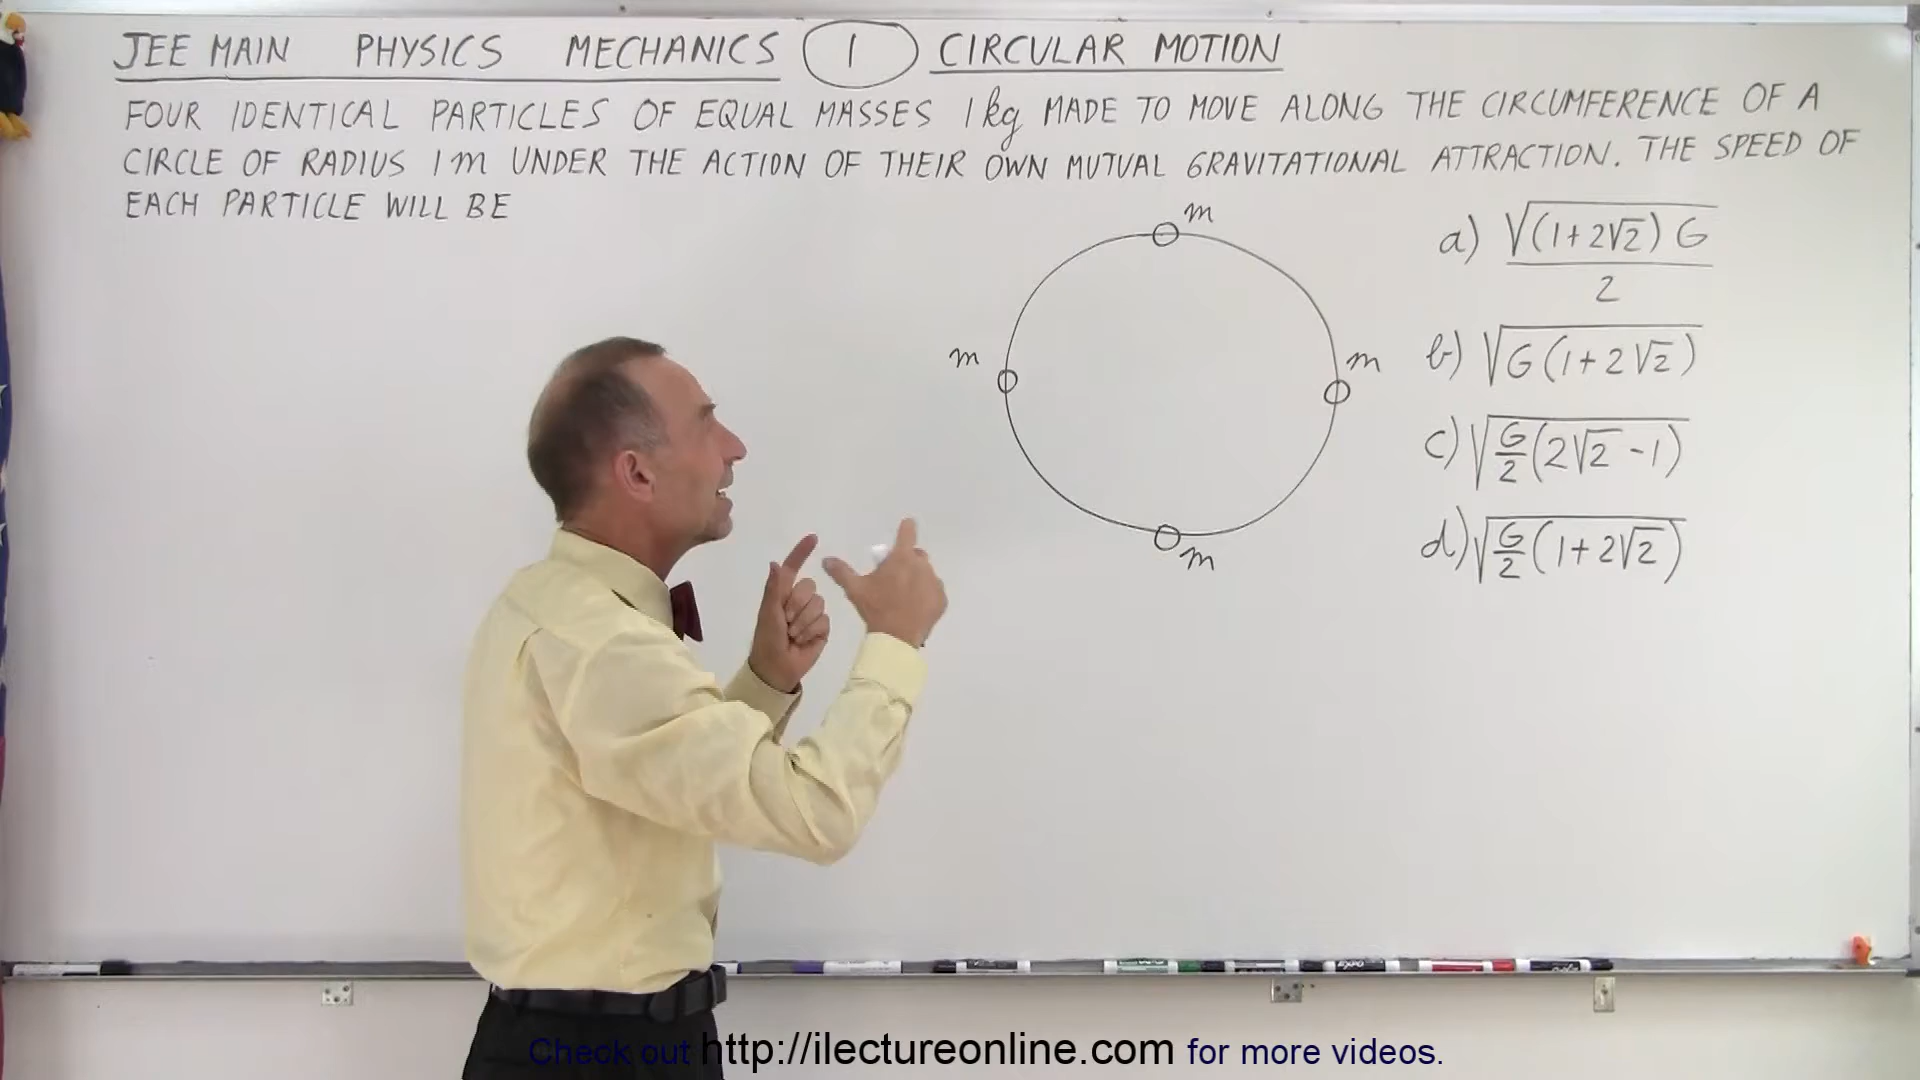 JEE MAIN PHYSICS MECHANICS 1 CIRCULAR MOTION
FOUR IDENTICAL PARTICLES OF EQUAL MASSES 1 kg MADE TO MOVE ALONG THE CIRCUMFERENCE OF A
CIRCLE OF RADIUS 1 m UNDER THE ACTION OF THEIR OWN MUTUAL GRAVITATIONAL ATTRACTION. THE SPEED OF
EACH PARTICLE WILL BE
m
m
m
m
a) √((1+2√2) G) / 2
b) √(G(1+2√2))
c) √(G/2 (2√2 -1))
d) √(G/2 (1+2√2))
Check out http://ilectureonline.com for more videos.